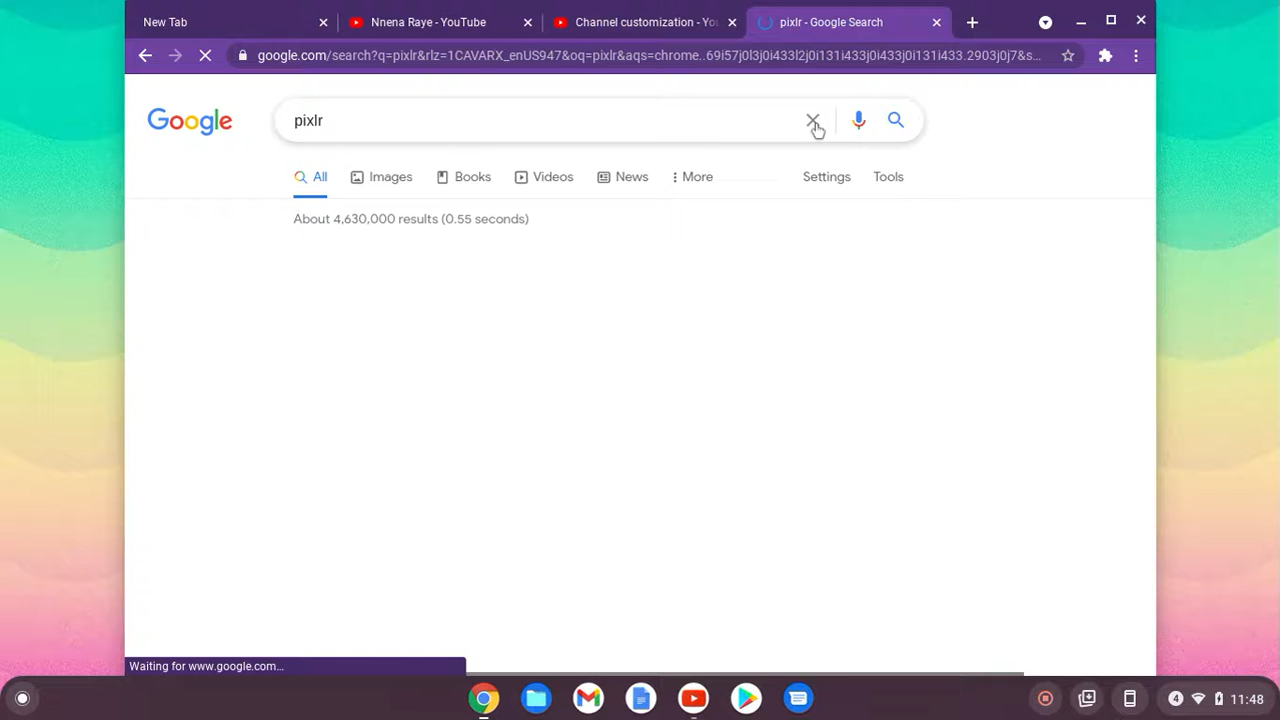 New Tab
Nnena Raye - YouTube
Channel customization - You
pixlr - Google Search
google.com/search?q=pixlr&rlz=1CAVARX_enUS947&oq=pixlr&aqs=chrome..69i57j0l3j0i433l2j0i131i433j0i433j0i131i433.2903j0j7&s...
Google
pixlr
All
Images
Books
Videos
News
More
Settings
Tools
About 4,630,000 results (0.55 seconds)
Waiting for www.google.com...
4
11:48